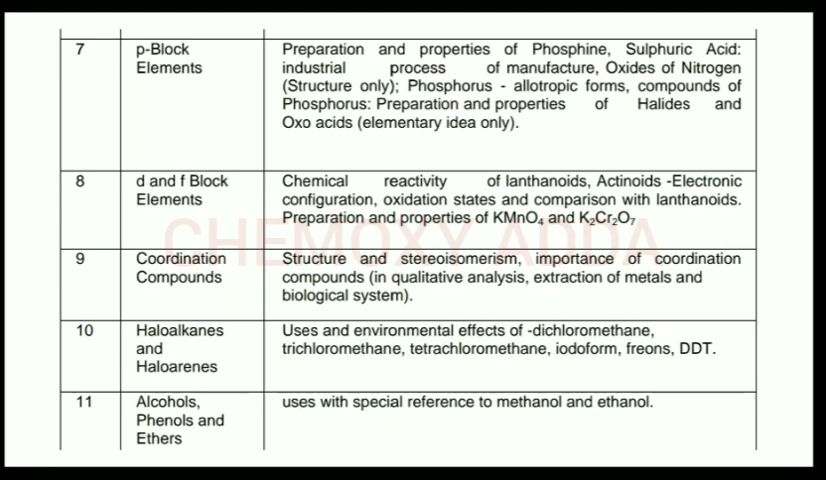 7 p-Block Preparation and properties of Phosphine, Sulphuric Acid:
Elements industrial process of manufacture, Oxides of Nitrogen
(Structure only); Phosphorus - allotropic forms, compounds of
Phosphorus: Preparation and properties of Halides and
Oxo acids (elementary idea only).
8 d and f Block Chemical reactivity of lanthanoids, Actinoids -Electronic
Elements configuration, oxidation states and comparison with lanthanoids.
Preparation and properties of KMnO₄ and K₂Cr₂O₇
CHEMOXY ADDA
9 Coordination Structure and stereoisomerism, importance of coordination
Compounds compounds (in qualitative analysis, extraction of metals and
biological system).
10 Haloalkanes Uses and environmental effects of -dichloromethane,
and trichloromethane, tetrachloromethane, iodoform, freons, DDT.
Haloarenes
11 Alcohols, uses with special reference to methanol and ethanol.
Phenols and
Ethers